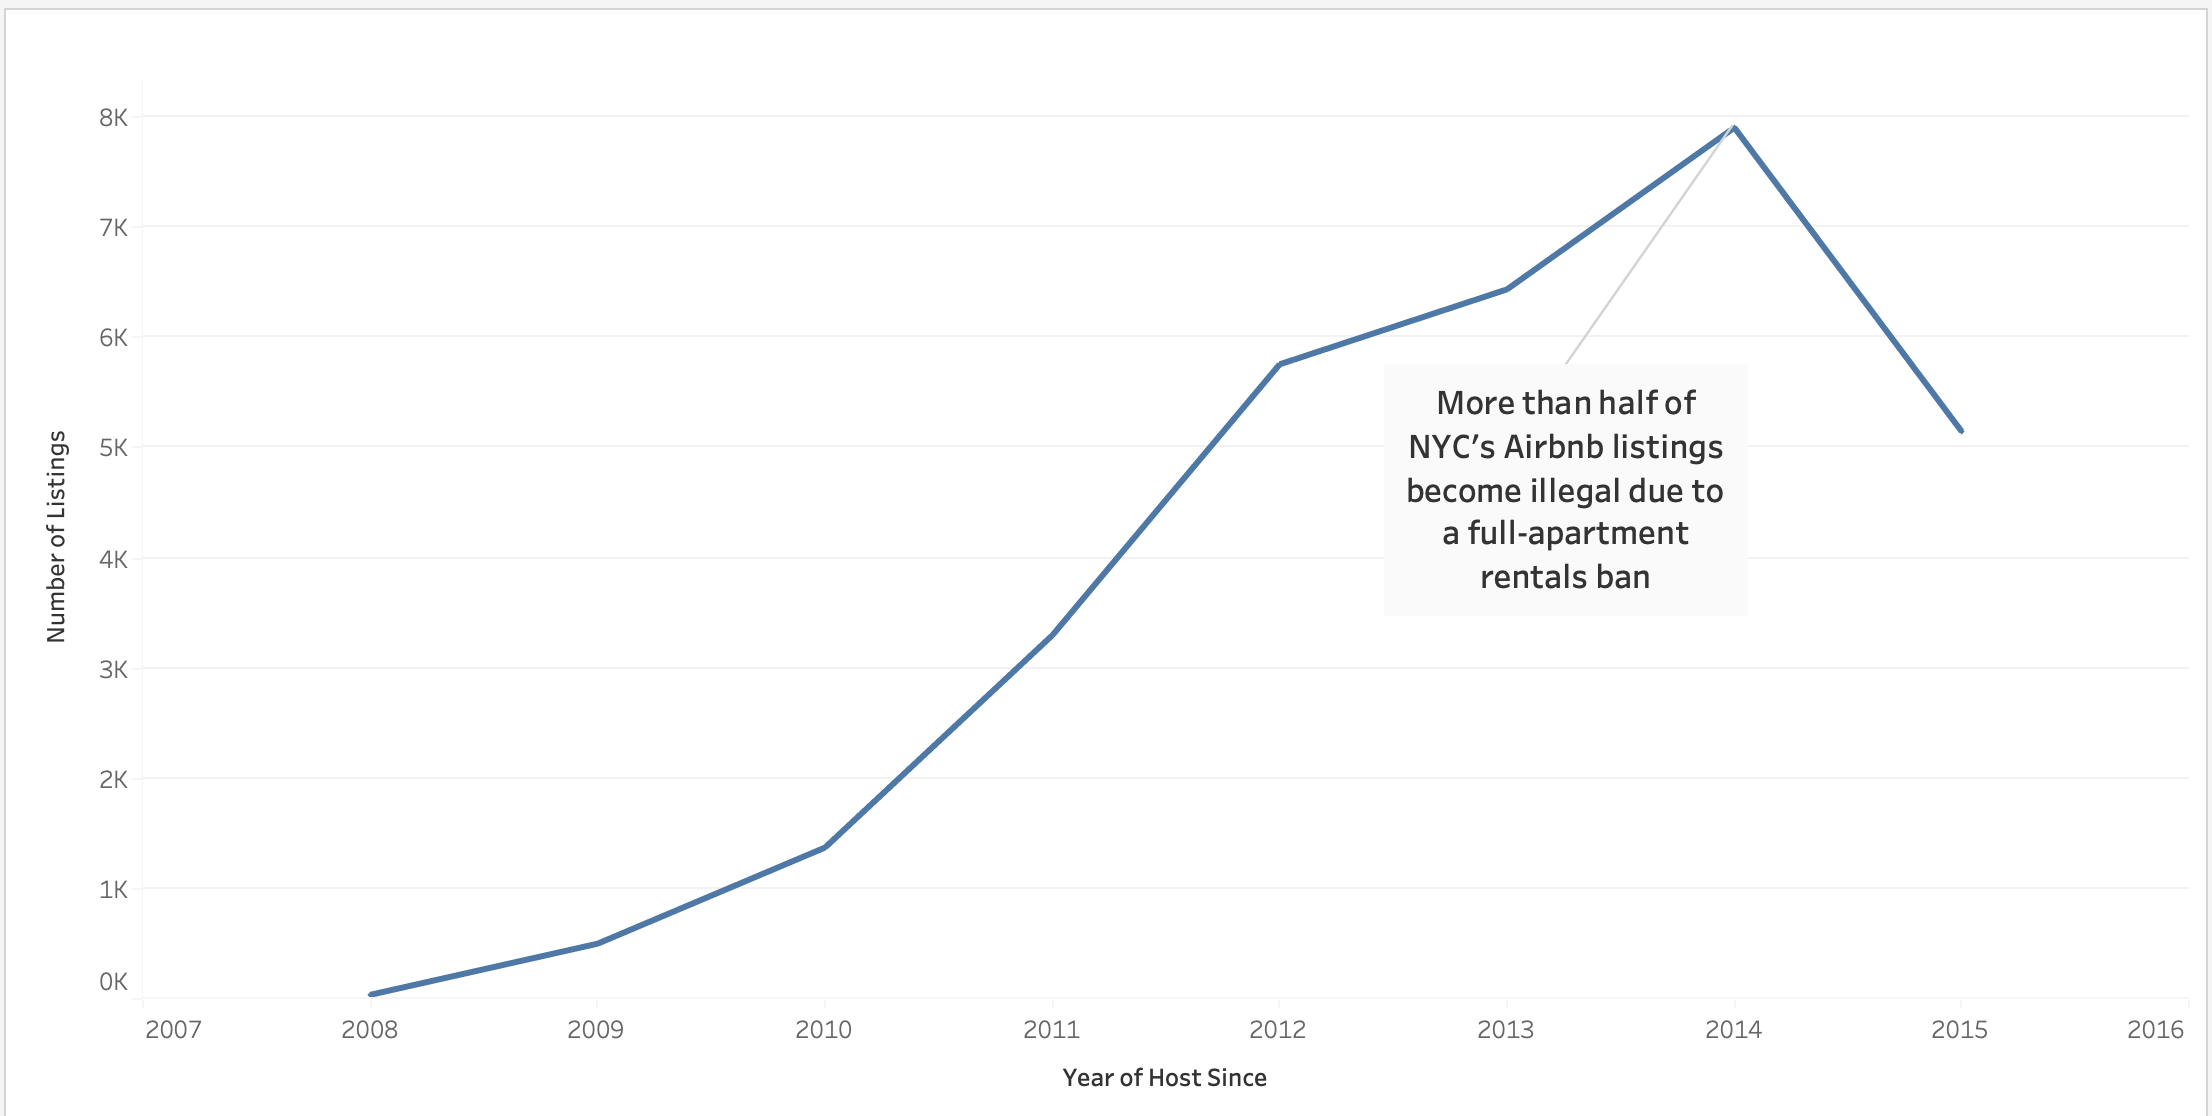 8K
7K
6K
5K
4K
3K
2K
1K
0K
Number of Listings
More than half of
NYC’s Airbnb listings
become illegal due to
a full-apartment
rentals ban
2007 2008 2009 2010 2011 2012 2013 2014 2015 2016
Year of Host Since